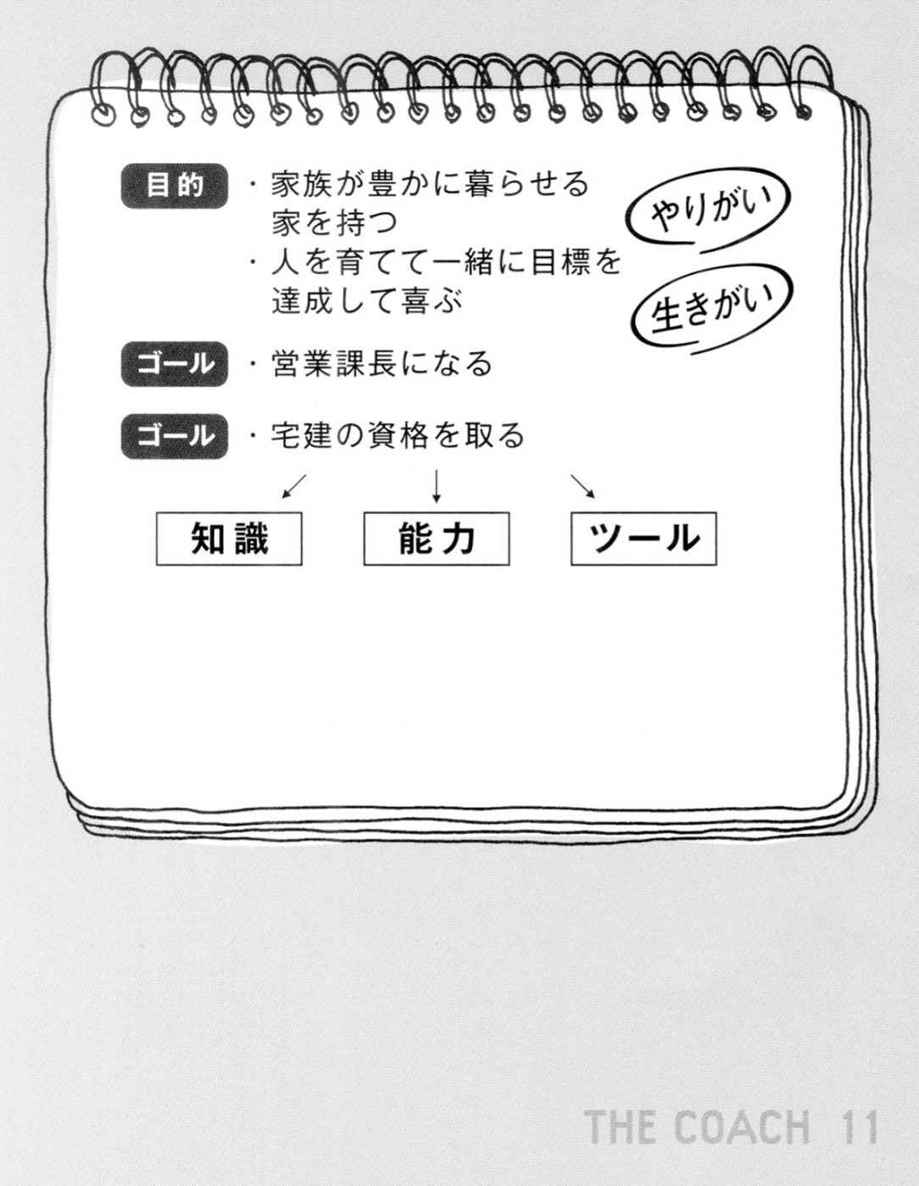 目的 ・家族が豊かに暮らせる
家を持つ
・人を育てて一緒に目標を
達成して喜ぶ
やりがい
生きがい
ゴール ・営業課長になる
ゴール ・宅建の資格を取る
知識 能力 ツール
THE COACH 11